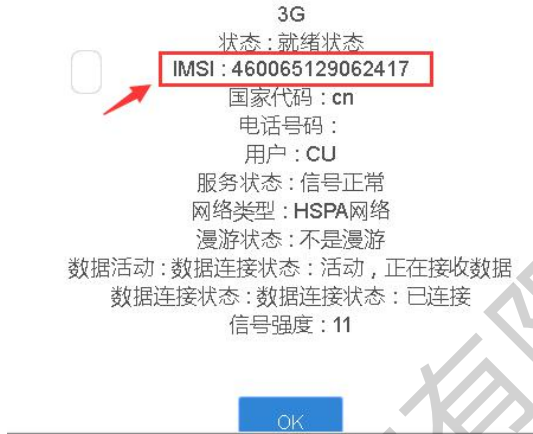 3G
状态：就绪状态
IMSI：460065129062417
国家代码：cn
电话号码：
用户：CU
服务状态：信号正常
网络类型：HSPA网络
漫游状态：不是漫游
数据活动：数据连接状态：活动，正在接收数据
数据连接状态：数据连接状态：已连接
信号强度：11
OK
有限